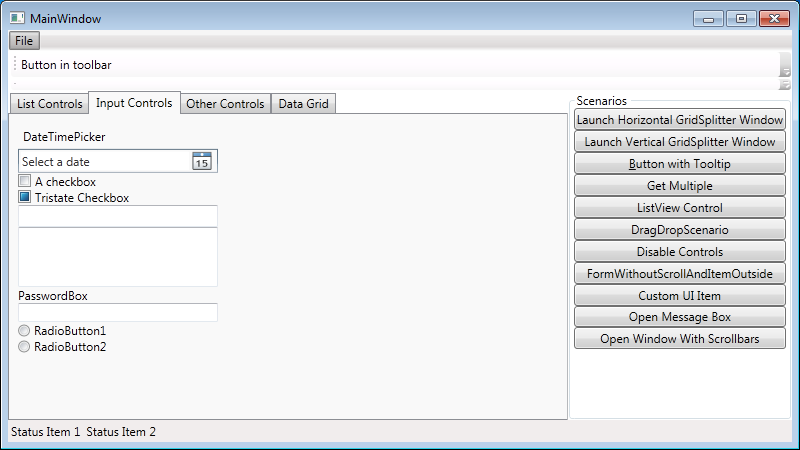 MainWindow
File
Button in toolbar
List Controls
Input Controls
Other Controls
Data Grid
DateTimePicker
Select a date
15
A checkbox
Tristate Checkbox
PasswordBox
RadioButton1
RadioButton2
Scenarios
Launch Horizontal GridSplitter Window
Launch Vertical GridSplitter Window
Button with Tooltip
Get Multiple
ListView Control
DragDropScenario
Disable Controls
FormWithoutScrollAndItemOutside
Custom UI Item
Open Message Box
Open Window With Scrollbars
Status Item 1 Status Item 2